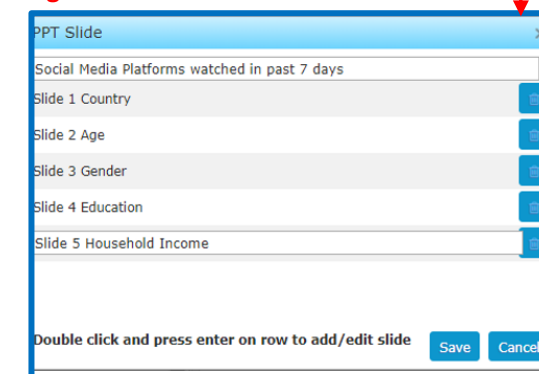 PPT Slide
Social Media Platforms watched in past 7 days
Slide 1 Country
Slide 2 Age
Slide 3 Gender
Slide 4 Education
Slide 5 Household Income
Double click and press enter on row to add/edit slide
Save Cancel